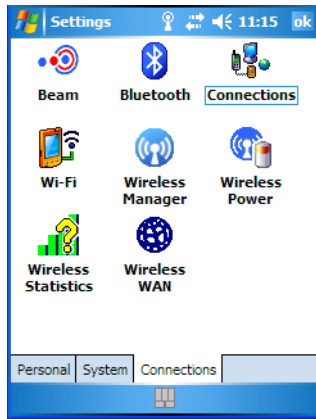 Settings 11:15 ok
Beam Bluetooth Connections
Wi-Fi Wireless Manager Wireless Power
Wireless Statistics Wireless WAN
Personal System Connections